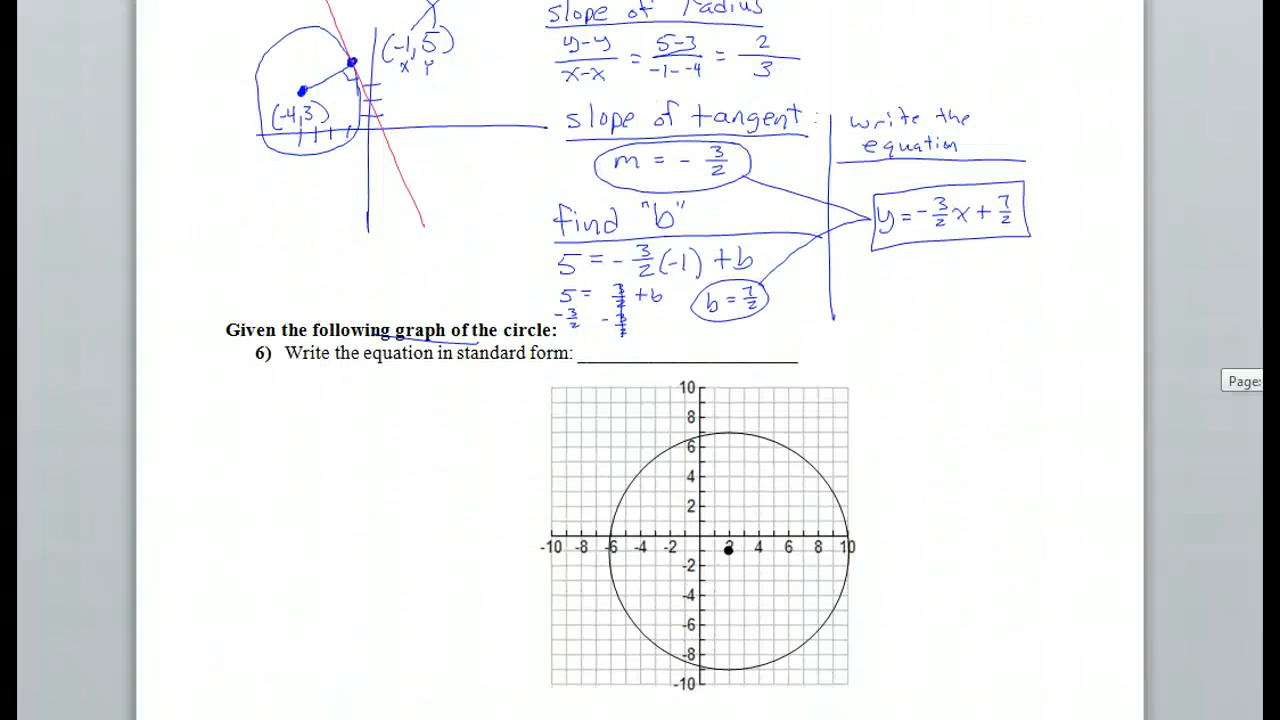 slope of radius
(-1, 5)
x y
y-y/x-x = 5-3/-1--4 = 2/3
(-4,3)
slope of tangent:
m = - 3/2
write the
equation
y = -3/2 x + 7/2
find "b"
5 = - 3/2 (-1) + b
5 = 3/2 + b
-3/2 - 3/2
b = 7/2
Given the following graph of the circle:
6) Write the equation in standard form: ____________________
Page:
10
8
6
4
2
-10 -8 -6 -4 -2 2 4 6 8 10
-2
-4
-6
-8
-10